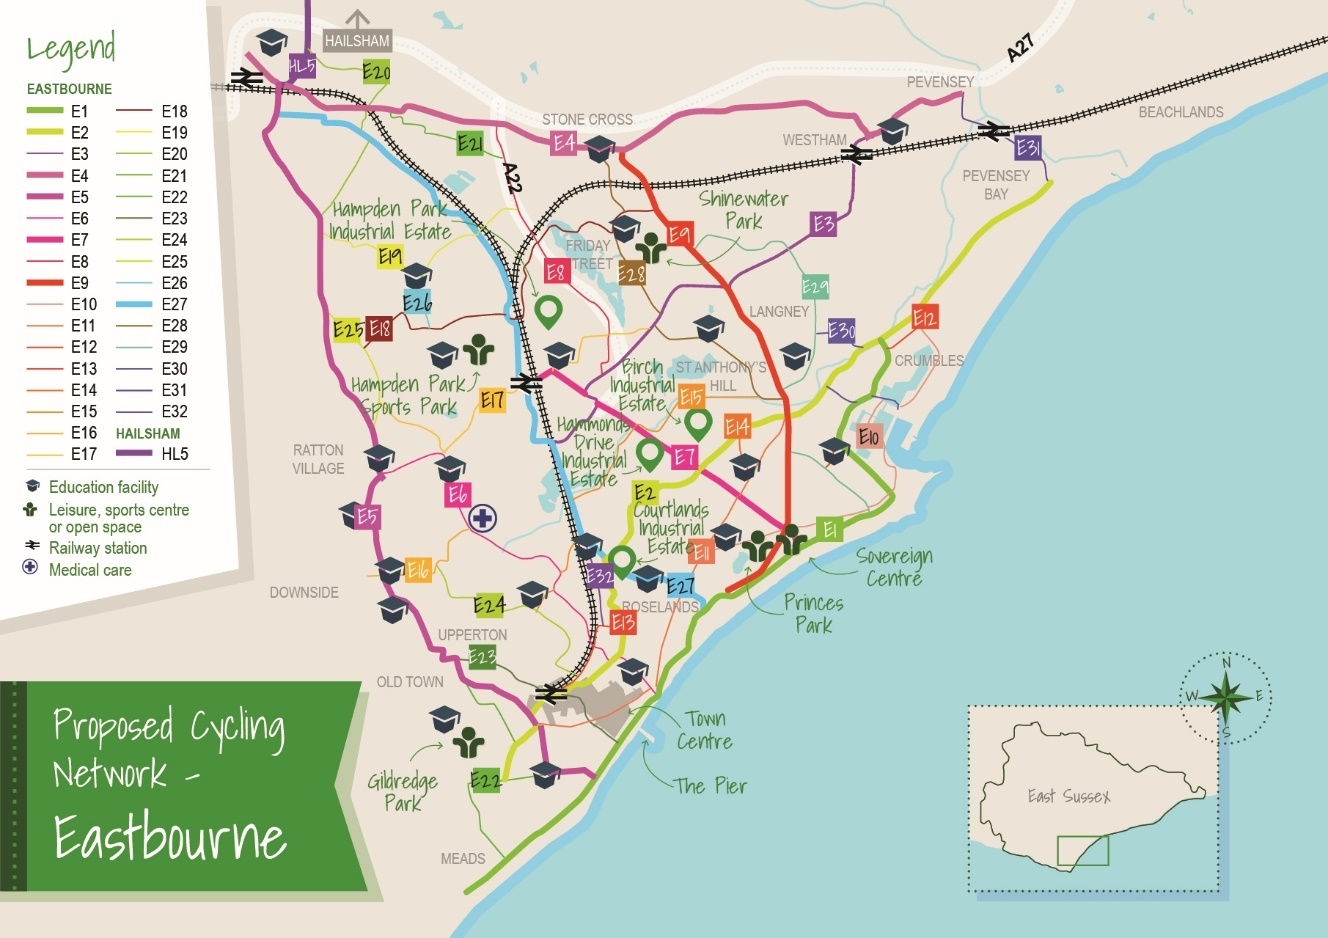 Legend
EASTBOURNE
E1
E2
E3
E4
E5
E6
E7
E8
E9
E10
E11
E12
E13
E14
E15
E16
E17
E18
E19
E20
E21
E22
E23
E24
E25
E26
E27
E28
E29
E30
E31
E32
HAILSHAM
HL5
Education facility
Leisure, sports centre
or open space
Railway station
Medical care
HAILSHAM
HL5
E20
A27
PEVENSEY
BEACHLANDS
STONE CROSS
E21
E4
WESTHAM
E31
A22
PEVENSEY
BAY
Hampden Park
Industrial Estate
Shinewater
Park
E3
E9
FRIDAY
STREET
E19
E8
E28
E26
E29
LANGNEY
E25
E18
E30
E12
CRUMBLES
Birch
Industrial
Estate
ST ANTHONY'S
HILL
Hampden Park
Sports Park
E17
E15
Hammonds
Drive
Industrial
Estate
E14
E10
RATTON
VILLAGE
E7
E6
E2
E5
Courtlands
Industrial
Estate
E1
E11
Sovereign
Centre
E16
E32
E27
DOWNSIDE
E24
ROSELANDS
Princes
Park
E13
UPPERTON
E23
OLD TOWN
Town
Centre
Gildredge
Park
E22
The Pier
MEADS
Proposed Cycling
Network -
Eastbourne
N
W
E
S
East Sussex